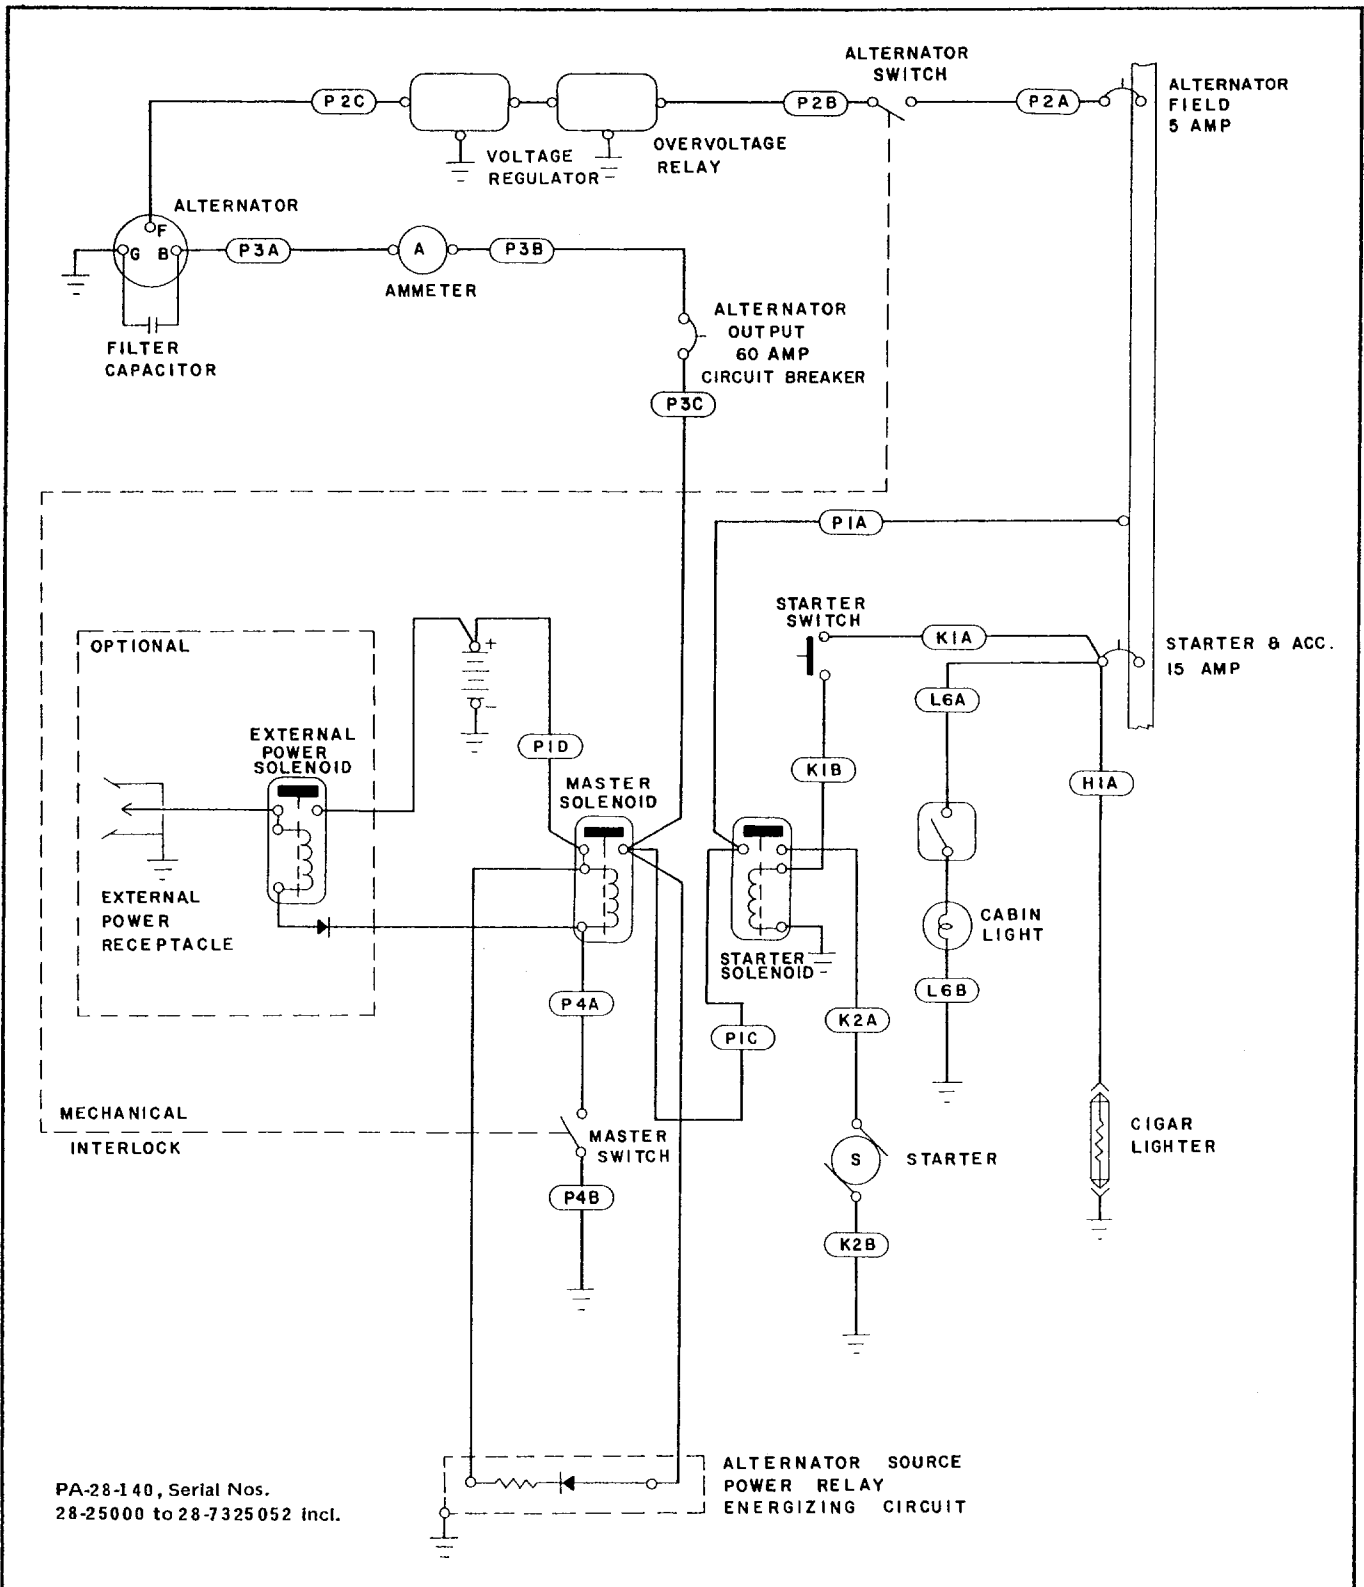 ALTERNATOR
SWITCH
P2C
P2B
P2A
ALTERNATOR
FIELD
5 AMP
VOLTAGE
REGULATOR
OVERVOLTAGE
RELAY
ALTERNATOR
F
G B
P3A
A
P3B
AMMETER
ALTERNATOR
OUTPUT
60 AMP
CIRCUIT BREAKER
FILTER
CAPACITOR
P3C
P1A
STARTER
SWITCH
K1A
STARTER & ACC.
15 AMP
OPTIONAL
+
-
L6A
EXTERNAL
POWER
SOLENOID
P1D
K1B
H1A
MASTER
SOLENOID
EXTERNAL
POWER
RECEPTACLE
CABIN
LIGHT
STARTER
SOLENOID
L6B
P4A
K2A
P1C
MECHANICAL
INTERLOCK
MASTER
SWITCH
CIGAR
LIGHTER
S
STARTER
P4B
K2B
ALTERNATOR SOURCE
POWER RELAY
ENERGIZING CIRCUIT
PA-28-140, Serial Nos.
28-25000 to 28-7325052 incl.